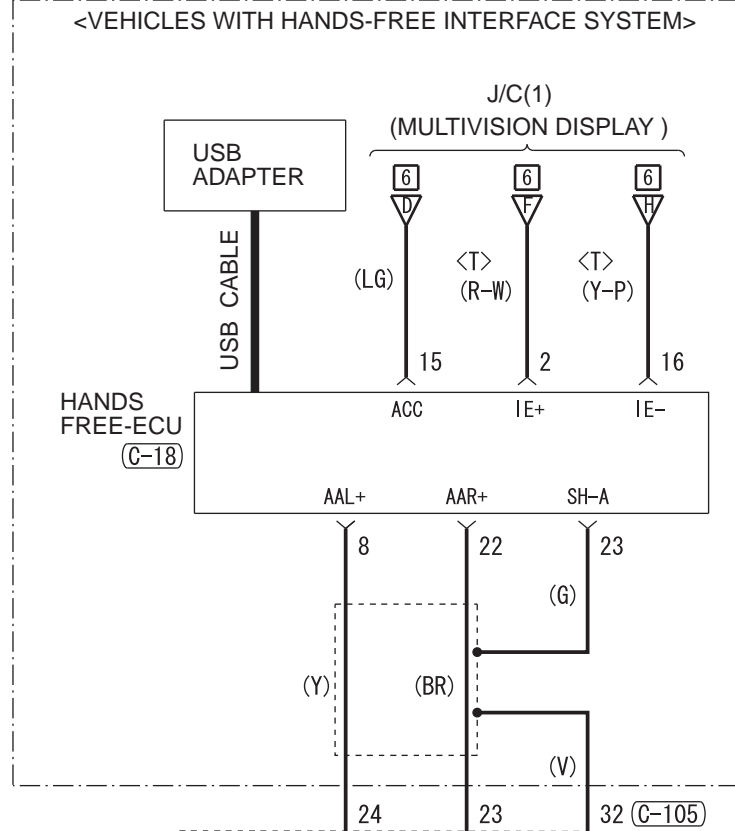 <VEHICLES WITH HANDS-FREE INTERFACE SYSTEM>
J/C(1)
(MULTIVISION DISPLAY )
USB
ADAPTER
6 6 6
D F H
USB CABLE
(LG)
<T>
(R-W)
<T>
(Y-P)
15 2 16
HANDS
FREE-ECU
C-18
ACC IE+ IE-
AAL+ AAR+ SH-A
8 22 23
(G)
(Y) (BR)
(V)
24 23 32 C-105